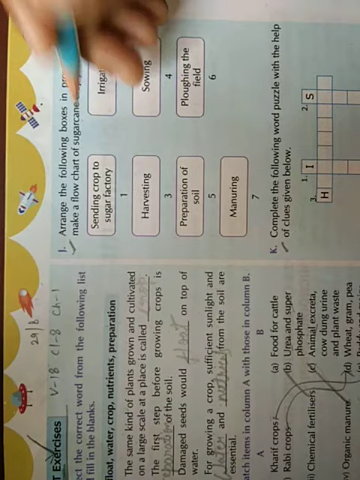 29/8
V-18 Cl-8 Ch-1
Exercises
ect the correct word from the following list
d fill in the blanks.
float, water, crop, nutrients, preparation
The same kind of plants grown and cultivated
on a large scale at a place is called
The first step before growing crops is
of the soil.
Damaged seeds would float on top of
water.
For growing a crop, sufficient sunlight and
water and from the soil are
essential.
atch items in column A with those in column B.
A B
Kharif crops (a) Food for cattle
Rabi crops (b) Urea and super
phosphate
Chemical fertilisers (c) Animal excreta,
cow dung urine
and plant waste
Organic manure (d) Wheat, gram, pea
J. Arrange the following boxes in
make a flow chart of sugarcane
Sending crop to
sugar factory
1
Irrigat
Harvesting
3
Sowing
4
Preparation of
soil
5
Ploughing the
field
6
Manuring
7
K. Complete the following word puzzle with the help
of clues given below.
1.
I
2.
S
3.
H